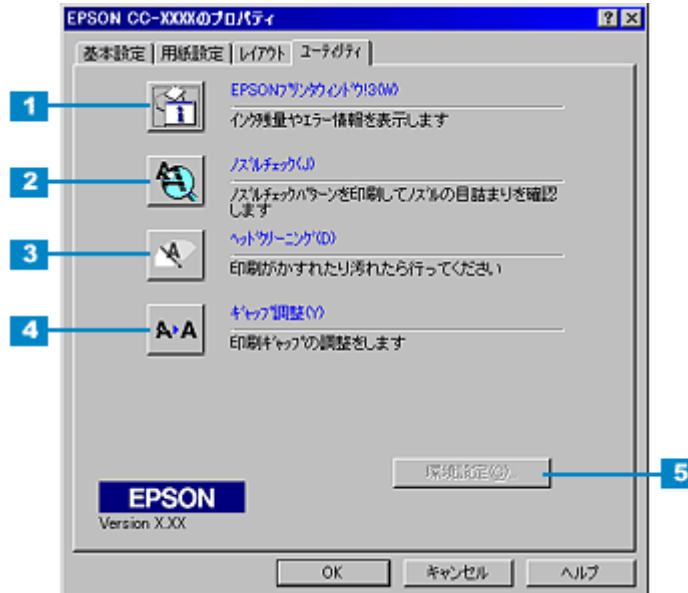 EPSON CC-XXXXのプロパティ
基本設定
用紙設定
レイアウト
ユーティリティ
1
EPSONプリンタウィンドウ!3(W)
インク残量やエラー情報を表示します
2
ノズルチェック(J)
ノズルチェックパターンを印刷してノズルの目詰まりを確認
します
3
ヘッドクリーニング(D)
印刷がかすれたり汚れたら行ってください
4
ギャップ調整(Y)
印刷ギャップの調整をします
環境設定(G)...
5
EPSON
Version X.XX
OK
キャンセル
ヘルプ